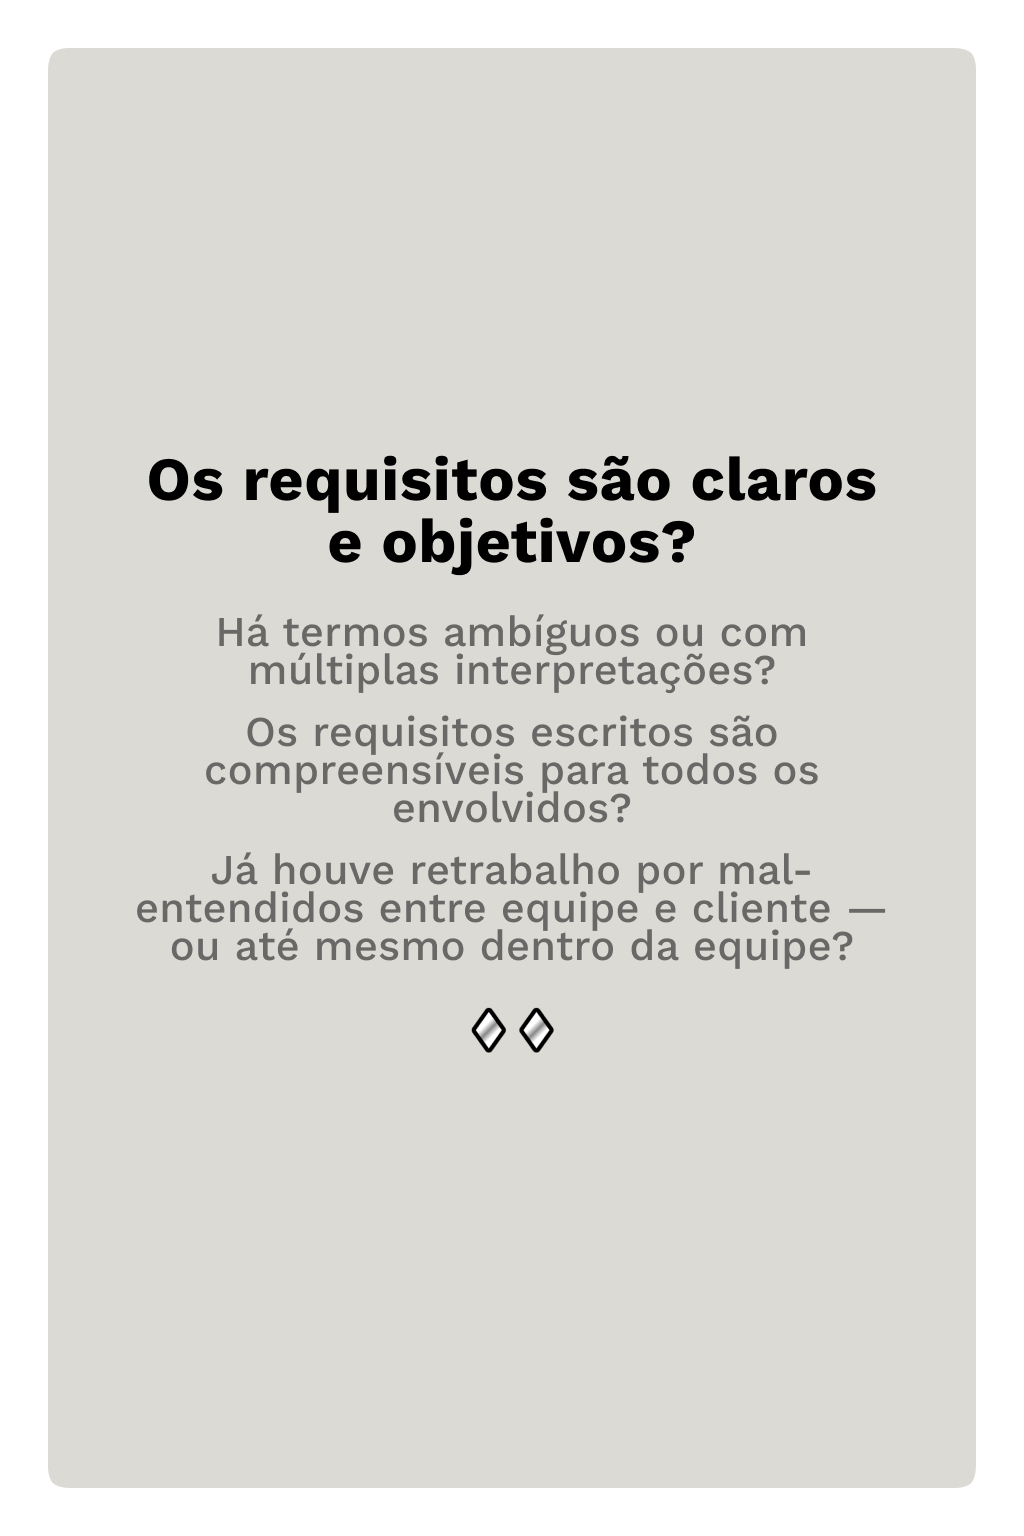 Os requisitos são claros
e objetivos?
Há termos ambíguos ou com
múltiplas interpretações?
Os requisitos escritos são
compreensíveis para todos os
envolvidos?
Já houve retrabalho por mal-
entendidos entre equipe e cliente —
ou até mesmo dentro da equipe?